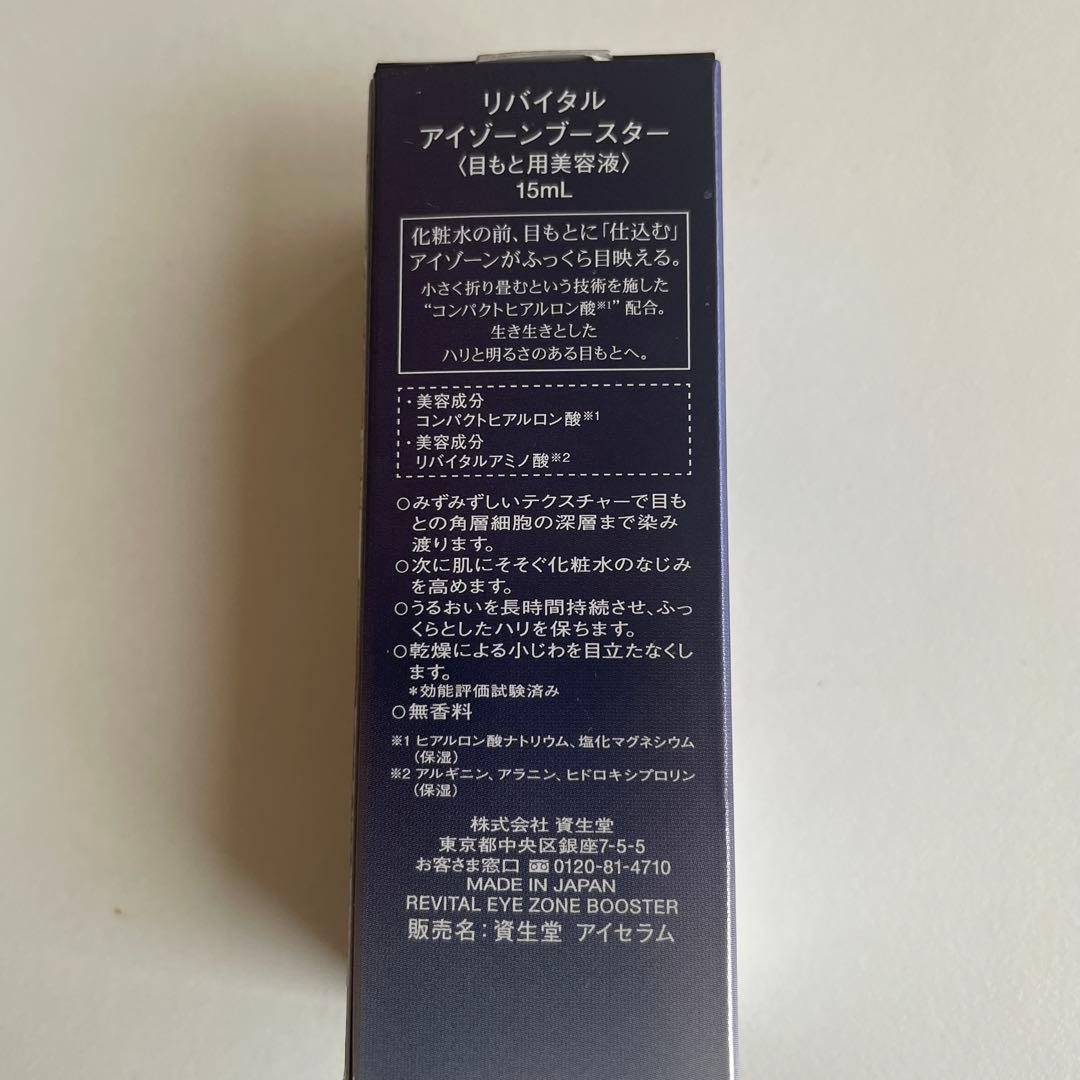 リバイタル
アイゾーンブースター
〈目もと用美容液〉
15mL
化粧水の前、目もとに「仕込む」
アイゾーンがふっくら目映える。
小さく折り畳むという技術を施した
“コンパクトヒアルロン酸※1” 配合。
生き生きとした
ハリと明るさのある目もとへ。
・美容成分
コンパクトヒアルロン酸※1
・美容成分
リバイタルアミノ酸※2
○みずみずしいテクスチャーで目も
との角層細胞の深層まで染み
渡ります。
○次に肌にそそぐ化粧水のなじみ
を高めます。
○うるおいを長時間持続させ、ふっ
くらとしたハリを保ちます。
○乾燥による小じわを目立たなくし
ます。
*効能評価試験済み
○無香料
※1 ヒアルロン酸ナトリウム、塩化マグネシウム
(保湿)
※2 アルギニン、アラニン、ヒドロキシプロリン
(保湿)
株式会社 資生堂
東京都中央区銀座7-5-5
お客さま窓口 0120-81-4710
MADE IN JAPAN
REVITAL EYE ZONE BOOSTER
販売名：資生堂 アイセラム